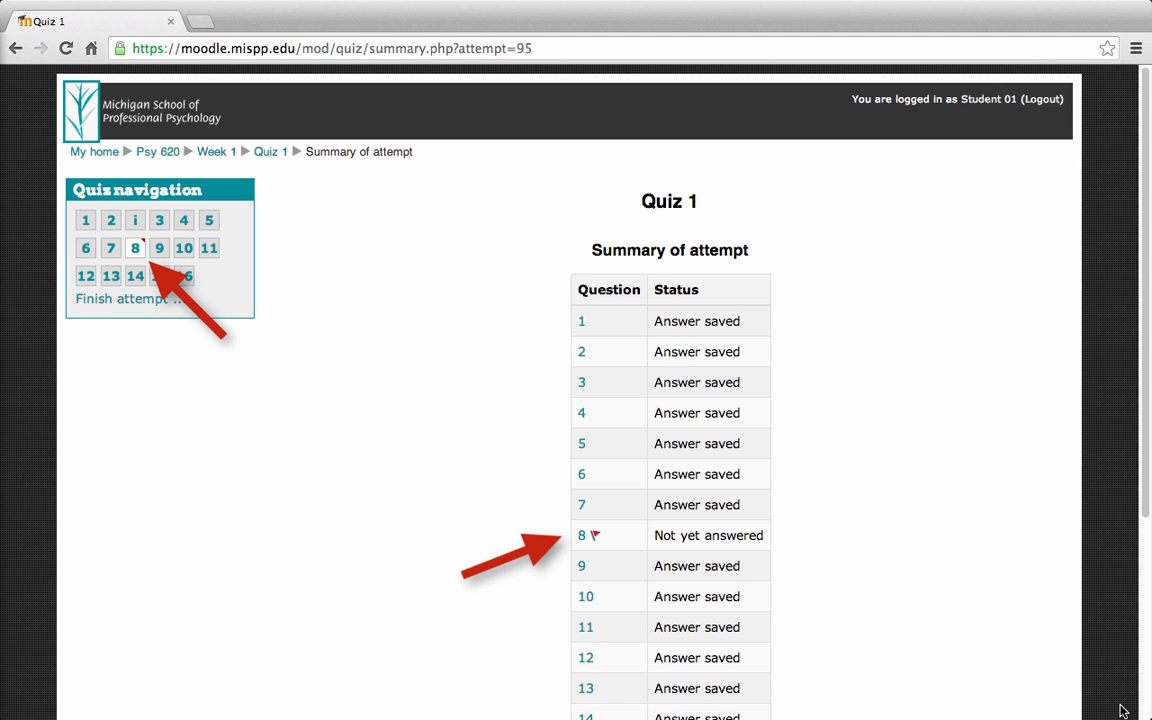 Quiz 1
https://moodle.mispp.edu/mod/quiz/summary.php?attempt=95
Michigan School of
Professional Psychology
You are logged in as Student 01 (Logout)
My home ▶ Psy 620 ▶ Week 1 ▶ Quiz 1 ▶ Summary of attempt
Quiz navigation
1 2 i 3 4 5
6 7 8 9 10 11
12 13 14
Finish attempt ...
Quiz 1
Summary of attempt
Question Status
1 Answer saved
2 Answer saved
3 Answer saved
4 Answer saved
5 Answer saved
6 Answer saved
7 Answer saved
8 Not yet answered
9 Answer saved
10 Answer saved
11 Answer saved
12 Answer saved
13 Answer saved
14 Answer saved